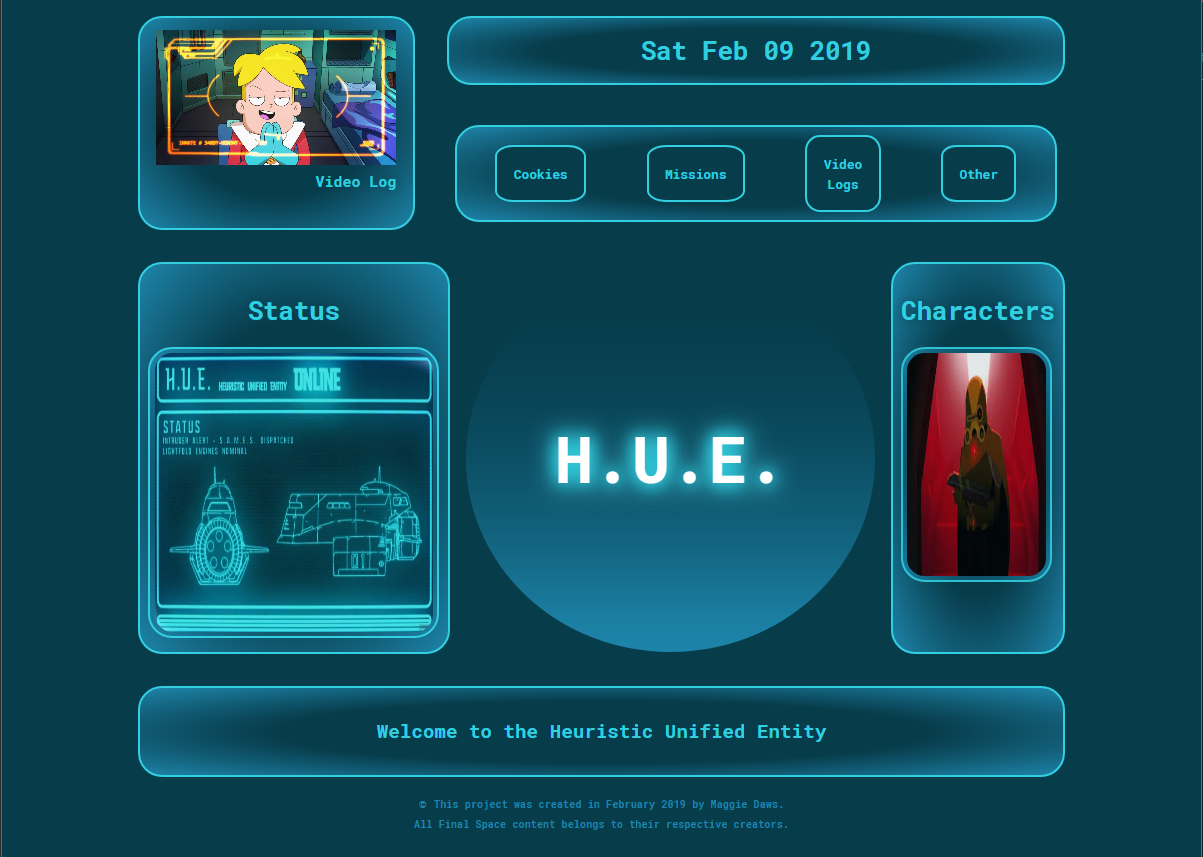 Sat Feb 09 2019
Video Log
Cookies
Missions
Video
Logs
Other
Status
Characters
H.U.E. HEURISTIC UNIFIED ENTITY ONLINE
STATUS
INTRUDER ALERT - S.A.M.E.S. DISPATCHED
LIGHTFOLD ENGINES NOMINAL
H.U.E.
Welcome to the Heuristic Unified Entity
© This project was created in February 2019 by Maggie Daws.
All Final Space content belongs to their respective creators.